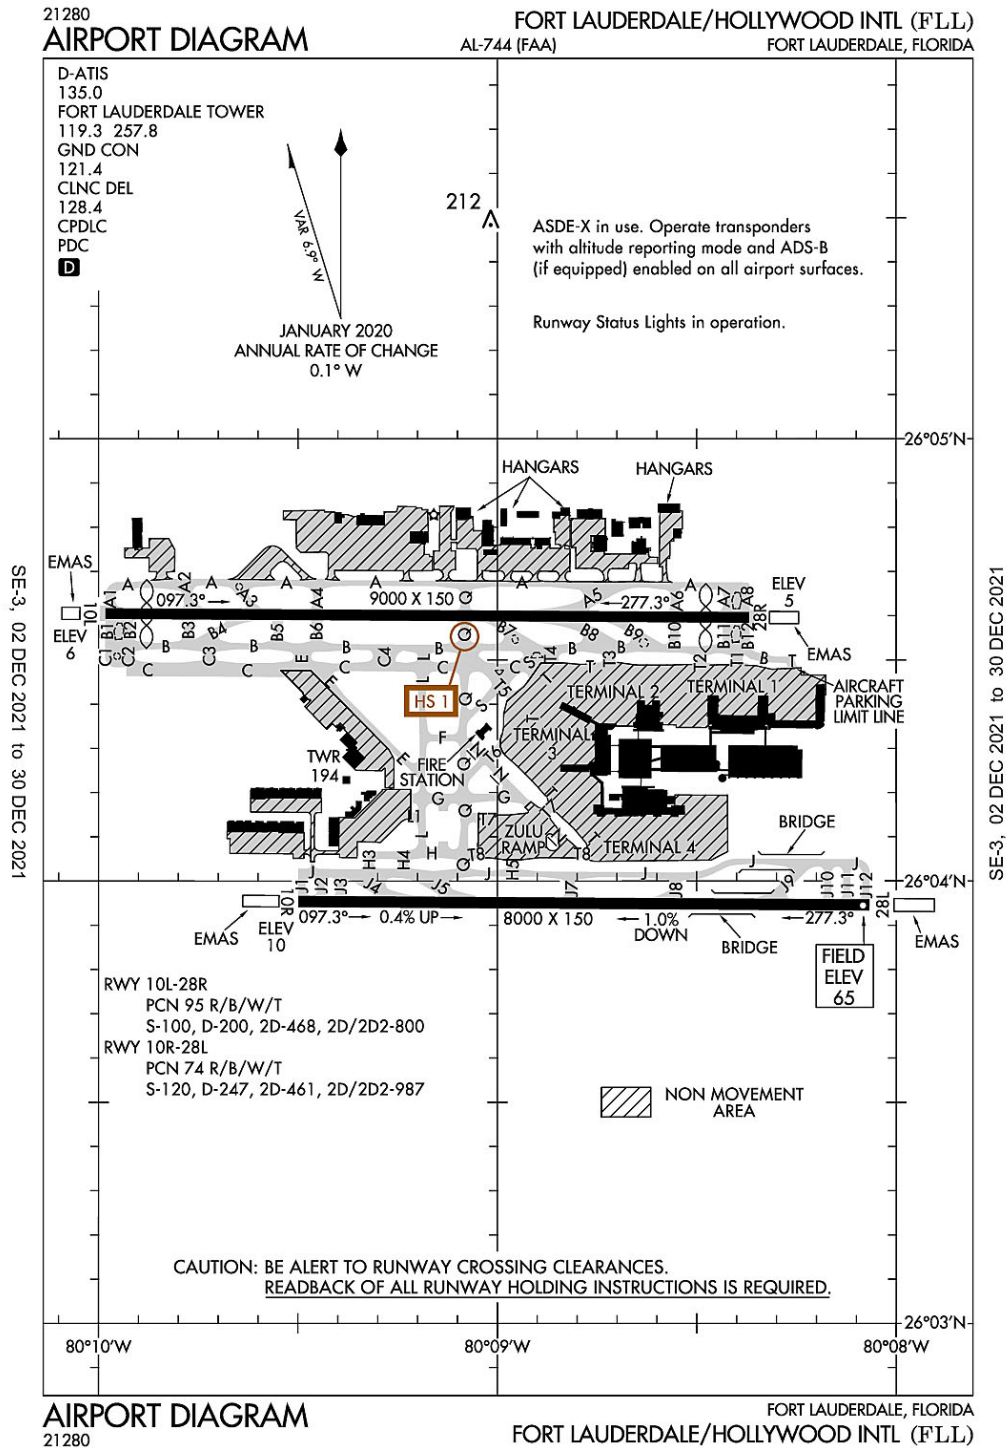 21280
AIRPORT DIAGRAM
AL-744 (FAA)
FORT LAUDERDALE/HOLLYWOOD INTL (FLL)
FORT LAUDERDALE, FLORIDA
D-ATIS
135.0
FORT LAUDERDALE TOWER
119.3 257.8
GND CON
121.4
CLNC DEL
128.4
CPDLC
PDC
D
VAR 6.9° W
JANUARY 2020
ANNUAL RATE OF CHANGE
0.1° W
212
ASDE-X in use. Operate transponders
with altitude reporting mode and ADS-B
(if equipped) enabled on all airport surfaces.
Runway Status Lights in operation.
26°05'N
HANGARS
HANGARS
EMAS
ELEV
5
A
A2
A
A
A
A
Q
A1
A3
A4
A5
A6
A7
A8
10L
097.3°
9000 X 150
277.3°
28R
ELEV
6
B1
B2
B3
B4
B5
B6
Q
B7
B8
B9
B10
B11
B12
EMAS
B
B
B
B
B
B
B
C1
C2
C
C3
C
E
C
C4
L
C
C
S
T4
T
T3
T2
T1
T
HS 1
L
Q
S
T5
T
TERMINAL 2
TERMINAL 1
AIRCRAFT
PARKING
LIMIT LINE
E
F
T
TERMINAL
3
TWR
194
E
FIRE
STATION
Q
N
T6
N
G
Q
G
T
L1
L
T7
ZULU
RAMP
T
TERMINAL 4
BRIDGE
H3
H4
H
T8
Q
H5
T8
J
J
26°04'N
J
J1
J2
J3
J4
J5
J
J7
J
J8
J9
J10
J11
J12
10R
097.3°
0.4% UP
8000 X 150
1.0%
DOWN
277.3°
28L
EMAS
ELEV
10
BRIDGE
EMAS
FIELD
ELEV
65
RWY 10L-28R
PCN 95 R/B/W/T
S-100, D-200, 2D-468, 2D/2D2-800
RWY 10R-28L
PCN 74 R/B/W/T
S-120, D-247, 2D-461, 2D/2D2-987
NON MOVEMENT
AREA
CAUTION: BE ALERT TO RUNWAY CROSSING CLEARANCES.
READBACK OF ALL RUNWAY HOLDING INSTRUCTIONS IS REQUIRED.
26°03'N
80°10'W
80°09'W
80°08'W
SE-3, 02 DEC 2021 to 30 DEC 2021
SE-3, 02 DEC 2021 to 30 DEC 2021
AIRPORT DIAGRAM
21280
FORT LAUDERDALE, FLORIDA
FORT LAUDERDALE/HOLLYWOOD INTL (FLL)